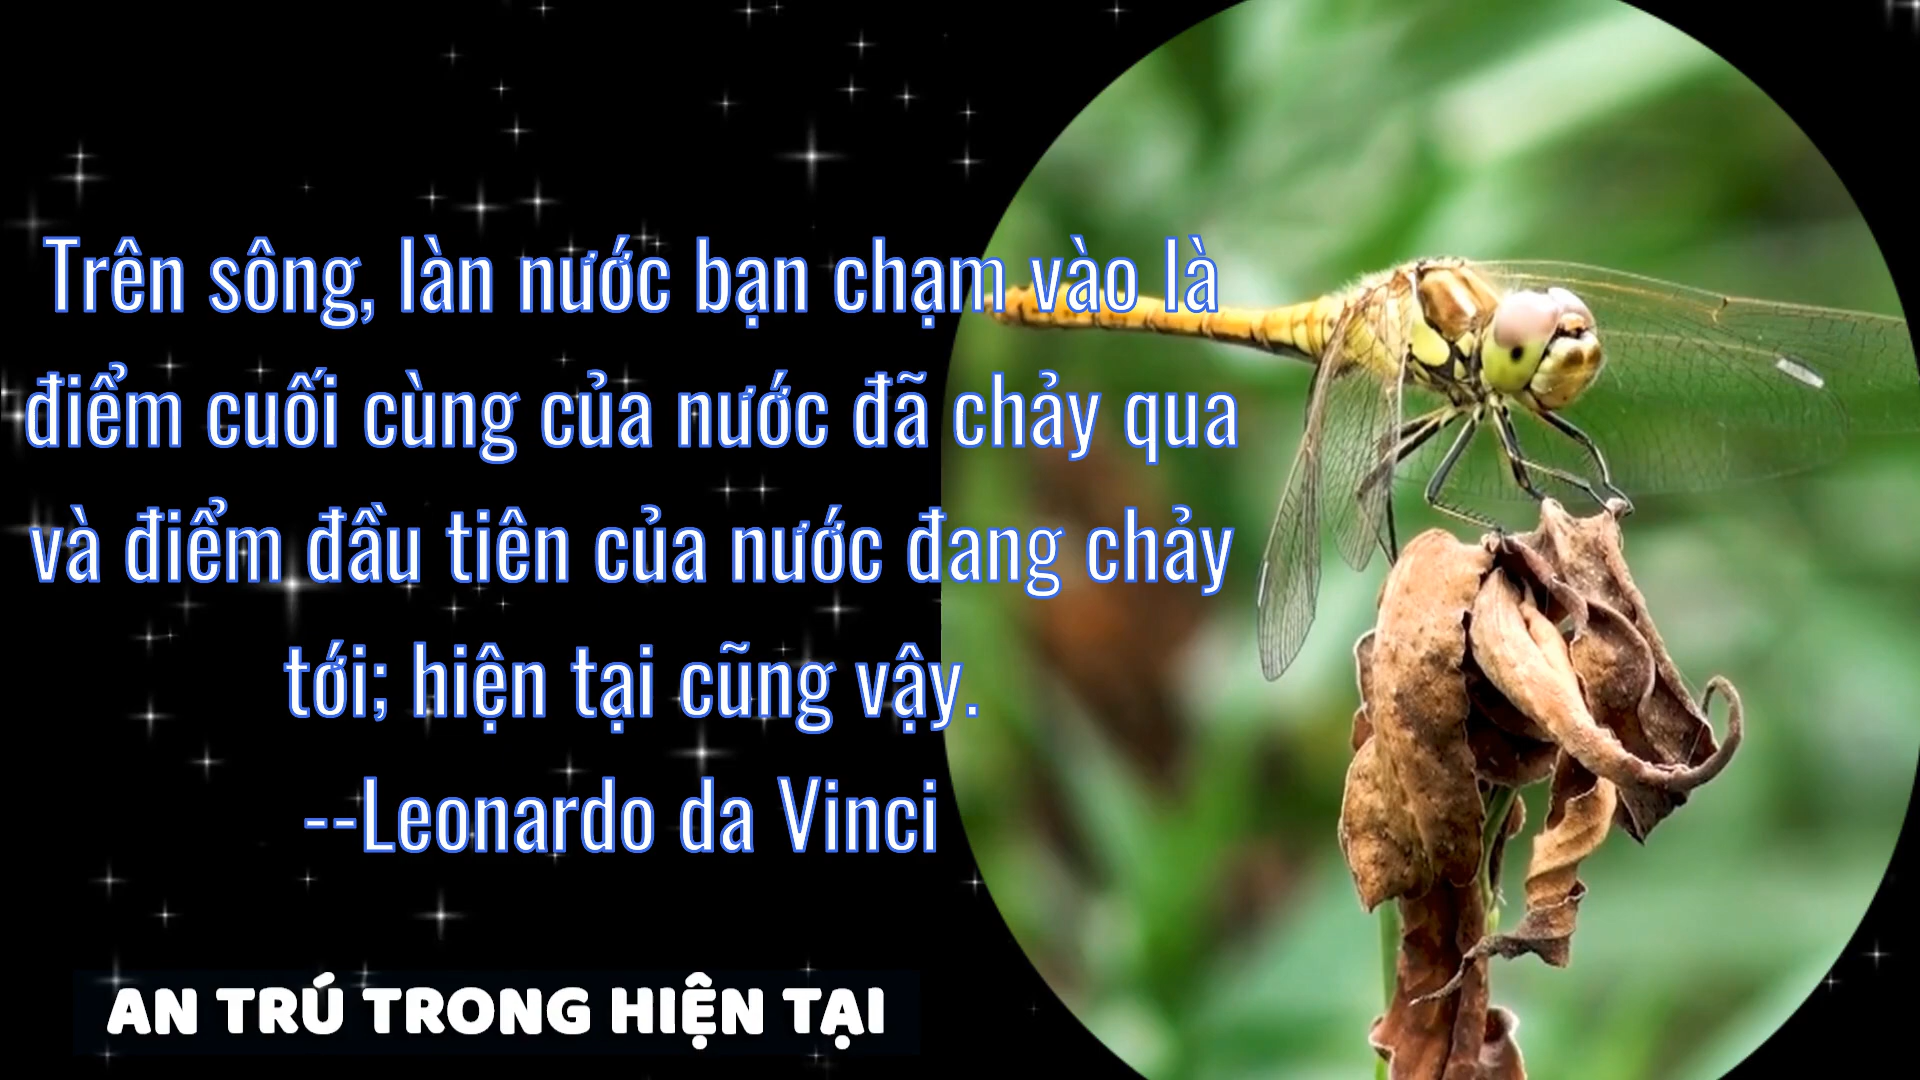 Trên sông, làn nước bạn chạm vào là
điểm cuối cùng của nước đã chảy qua
và điểm đầu tiên của nước đang chảy
tới; hiện tại cũng vậy.
--Leonardo da Vinci
AN TRÚ TRONG HIỆN TẠI